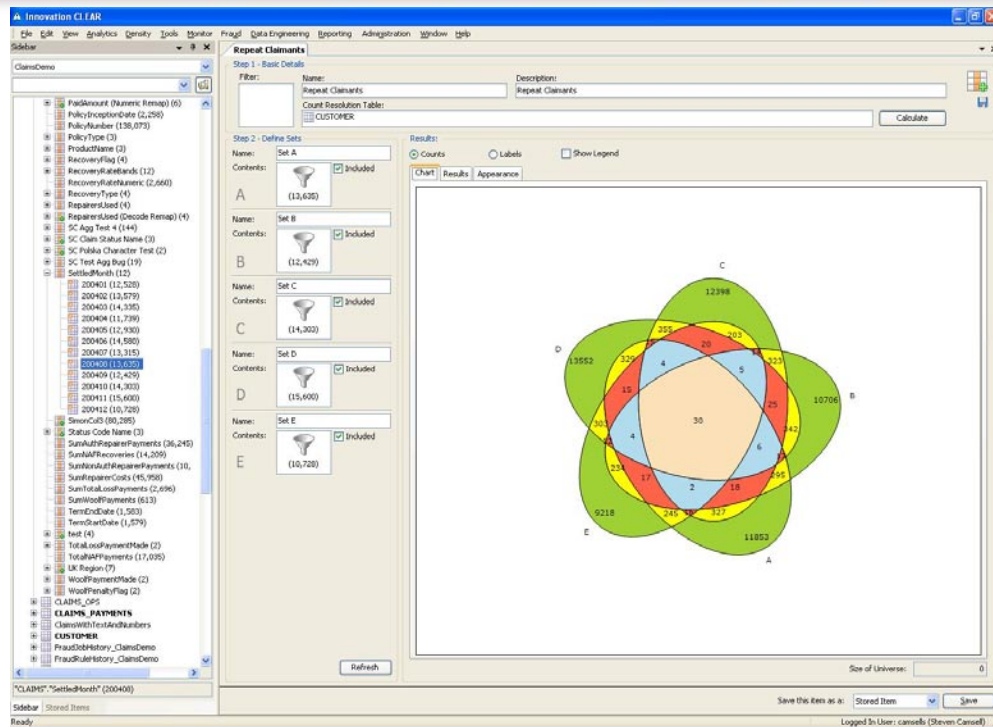 Innovation CLEAR
File Edit View Analytics Density Tools Monitor Fraud Data Engineering Reporting Administration Window Help
Sidebar
ClaimsDemo
PaidAmount (Numeric Remap) (6)
PolicyInceptionDate (2,258)
PolicyNumber (138,073)
PolicyType (3)
ProductName (3)
RecoveryFlag (4)
RecoveryRateBands (12)
RecoveryRateNumeric (2,660)
RecoveryType (4)
RepairersUsed (4)
RepairersUsed (Decode Remap) (4)
SC Agg Test 4 (144)
SC Claim Status Name (3)
SC Polska Character Test (2)
SC Test Agg Bug (19)
SettledMonth (12)
200401 (12,528)
200402 (13,579)
200403 (14,335)
200404 (11,739)
200405 (12,930)
200406 (14,580)
200407 (13,315)
200408 (13,635)
200409 (12,429)
200410 (14,303)
200411 (15,600)
200412 (10,728)
SimonCol3 (80,285)
Status Code Name (3)
SumAuthRepairerPayments (36,245)
SumNAFRecoveries (14,209)
SumNonAuthRepairerPayments (10,
SumRepairerCosts (45,958)
SumTotalLossPayments (2,696)
SumWoolfPayments (613)
TermEndDate (1,583)
TermStartDate (1,579)
test (4)
TotalLossPaymentMade (2)
TotalNAFPayments (17,035)
UK Region (7)
WoolfPaymentMade (2)
WoolfPenaltyFlag (2)
CLAIMS_OPS
CLAIMS_PAYMENTS
ClaimsWithTextAndNumbers
CUSTOMER
FraudJobHistory_ClaimsDemo
FraudRuleHistory_ClaimsDemo
"CLAIMS"."SettledMonth" (200408)
Sidebar Stored Items
Ready
Repeat Claimants
Step 1 - Basic Details
Filter:
Name:
Repeat Claimants
Description:
Repeat Claimants
Count Resolution Table:
CUSTOMER
Calculate
Step 2 - Define Sets
Name: Set A
Contents: Included
A (13,635)
Name: Set B
Contents: Included
B (12,429)
Name: Set C
Contents: Included
C (14,303)
Name: Set D
Contents: Included
D (15,600)
Name: Set E
Contents: Included
E (10,728)
Refresh
Results:
Counts Labels Show Legend
Chart Results Appearance
C
12398
355 203
20
329 323
4 5
D
13552
15 25
10706 B
303 30 242
4 6
234 295
17 18
2
9218 245 327
E
11853
A
Size of Universe: 0
Save this item as a: Stored Item Save
Logged In User: camsells (Steven Camsell)